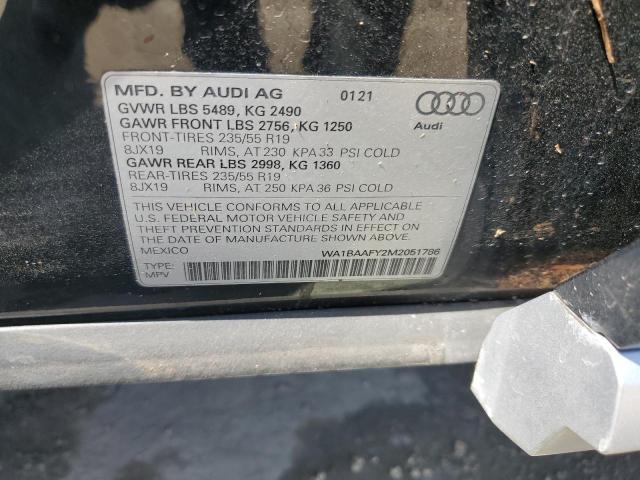 MFD. BY AUDI AG 0121
GVWR LBS 5489, KG 2490
GAWR FRONT LBS 2756, KG 1250
Audi
FRONT-TIRES 235/55 R19
8JX19 RIMS, AT 230 KPA 33 PSI COLD
GAWR REAR LBS 2998, KG 1360
REAR-TIRES 235/55 R19
8JX19 RIMS, AT 250 KPA 36 PSI COLD
THIS VEHICLE CONFORMS TO ALL APPLICABLE
U.S. FEDERAL MOTOR VEHICLE SAFETY AND
THEFT PREVENTION STANDARDS IN EFFECT ON
THE DATE OF MANUFACTURE SHOWN ABOVE.
MEXICO WA1BAAFY2M2051786
TYPE:
MPV